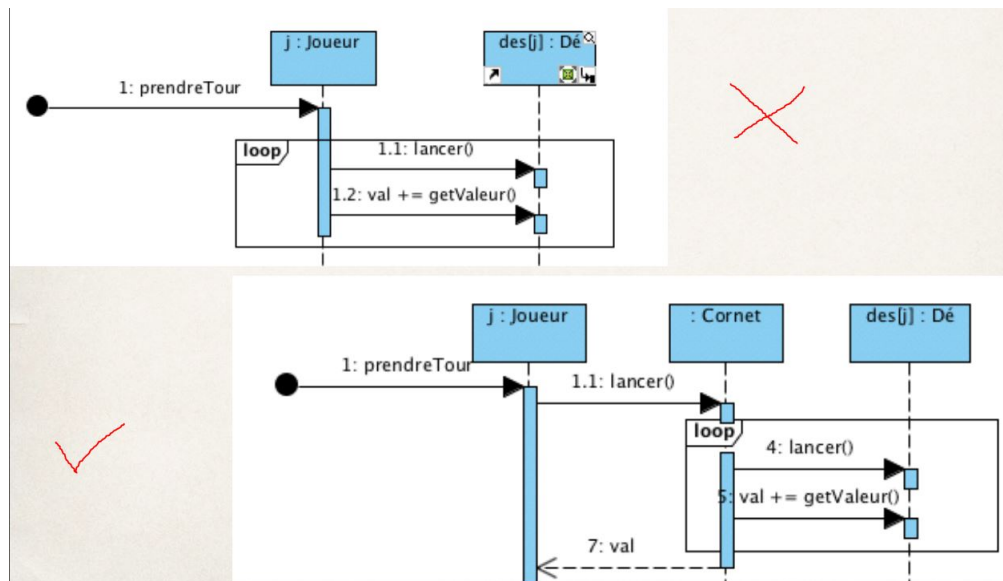 j : Joueur
des[j] : Dé
1: prendreTour
loop
1.1: lancer()
1.2: val += getValeur()
j : Joueur
: Cornet
des[j] : Dé
1: prendreTour
1.1: lancer()
loop
4: lancer()
5: val += getValeur()
7: val